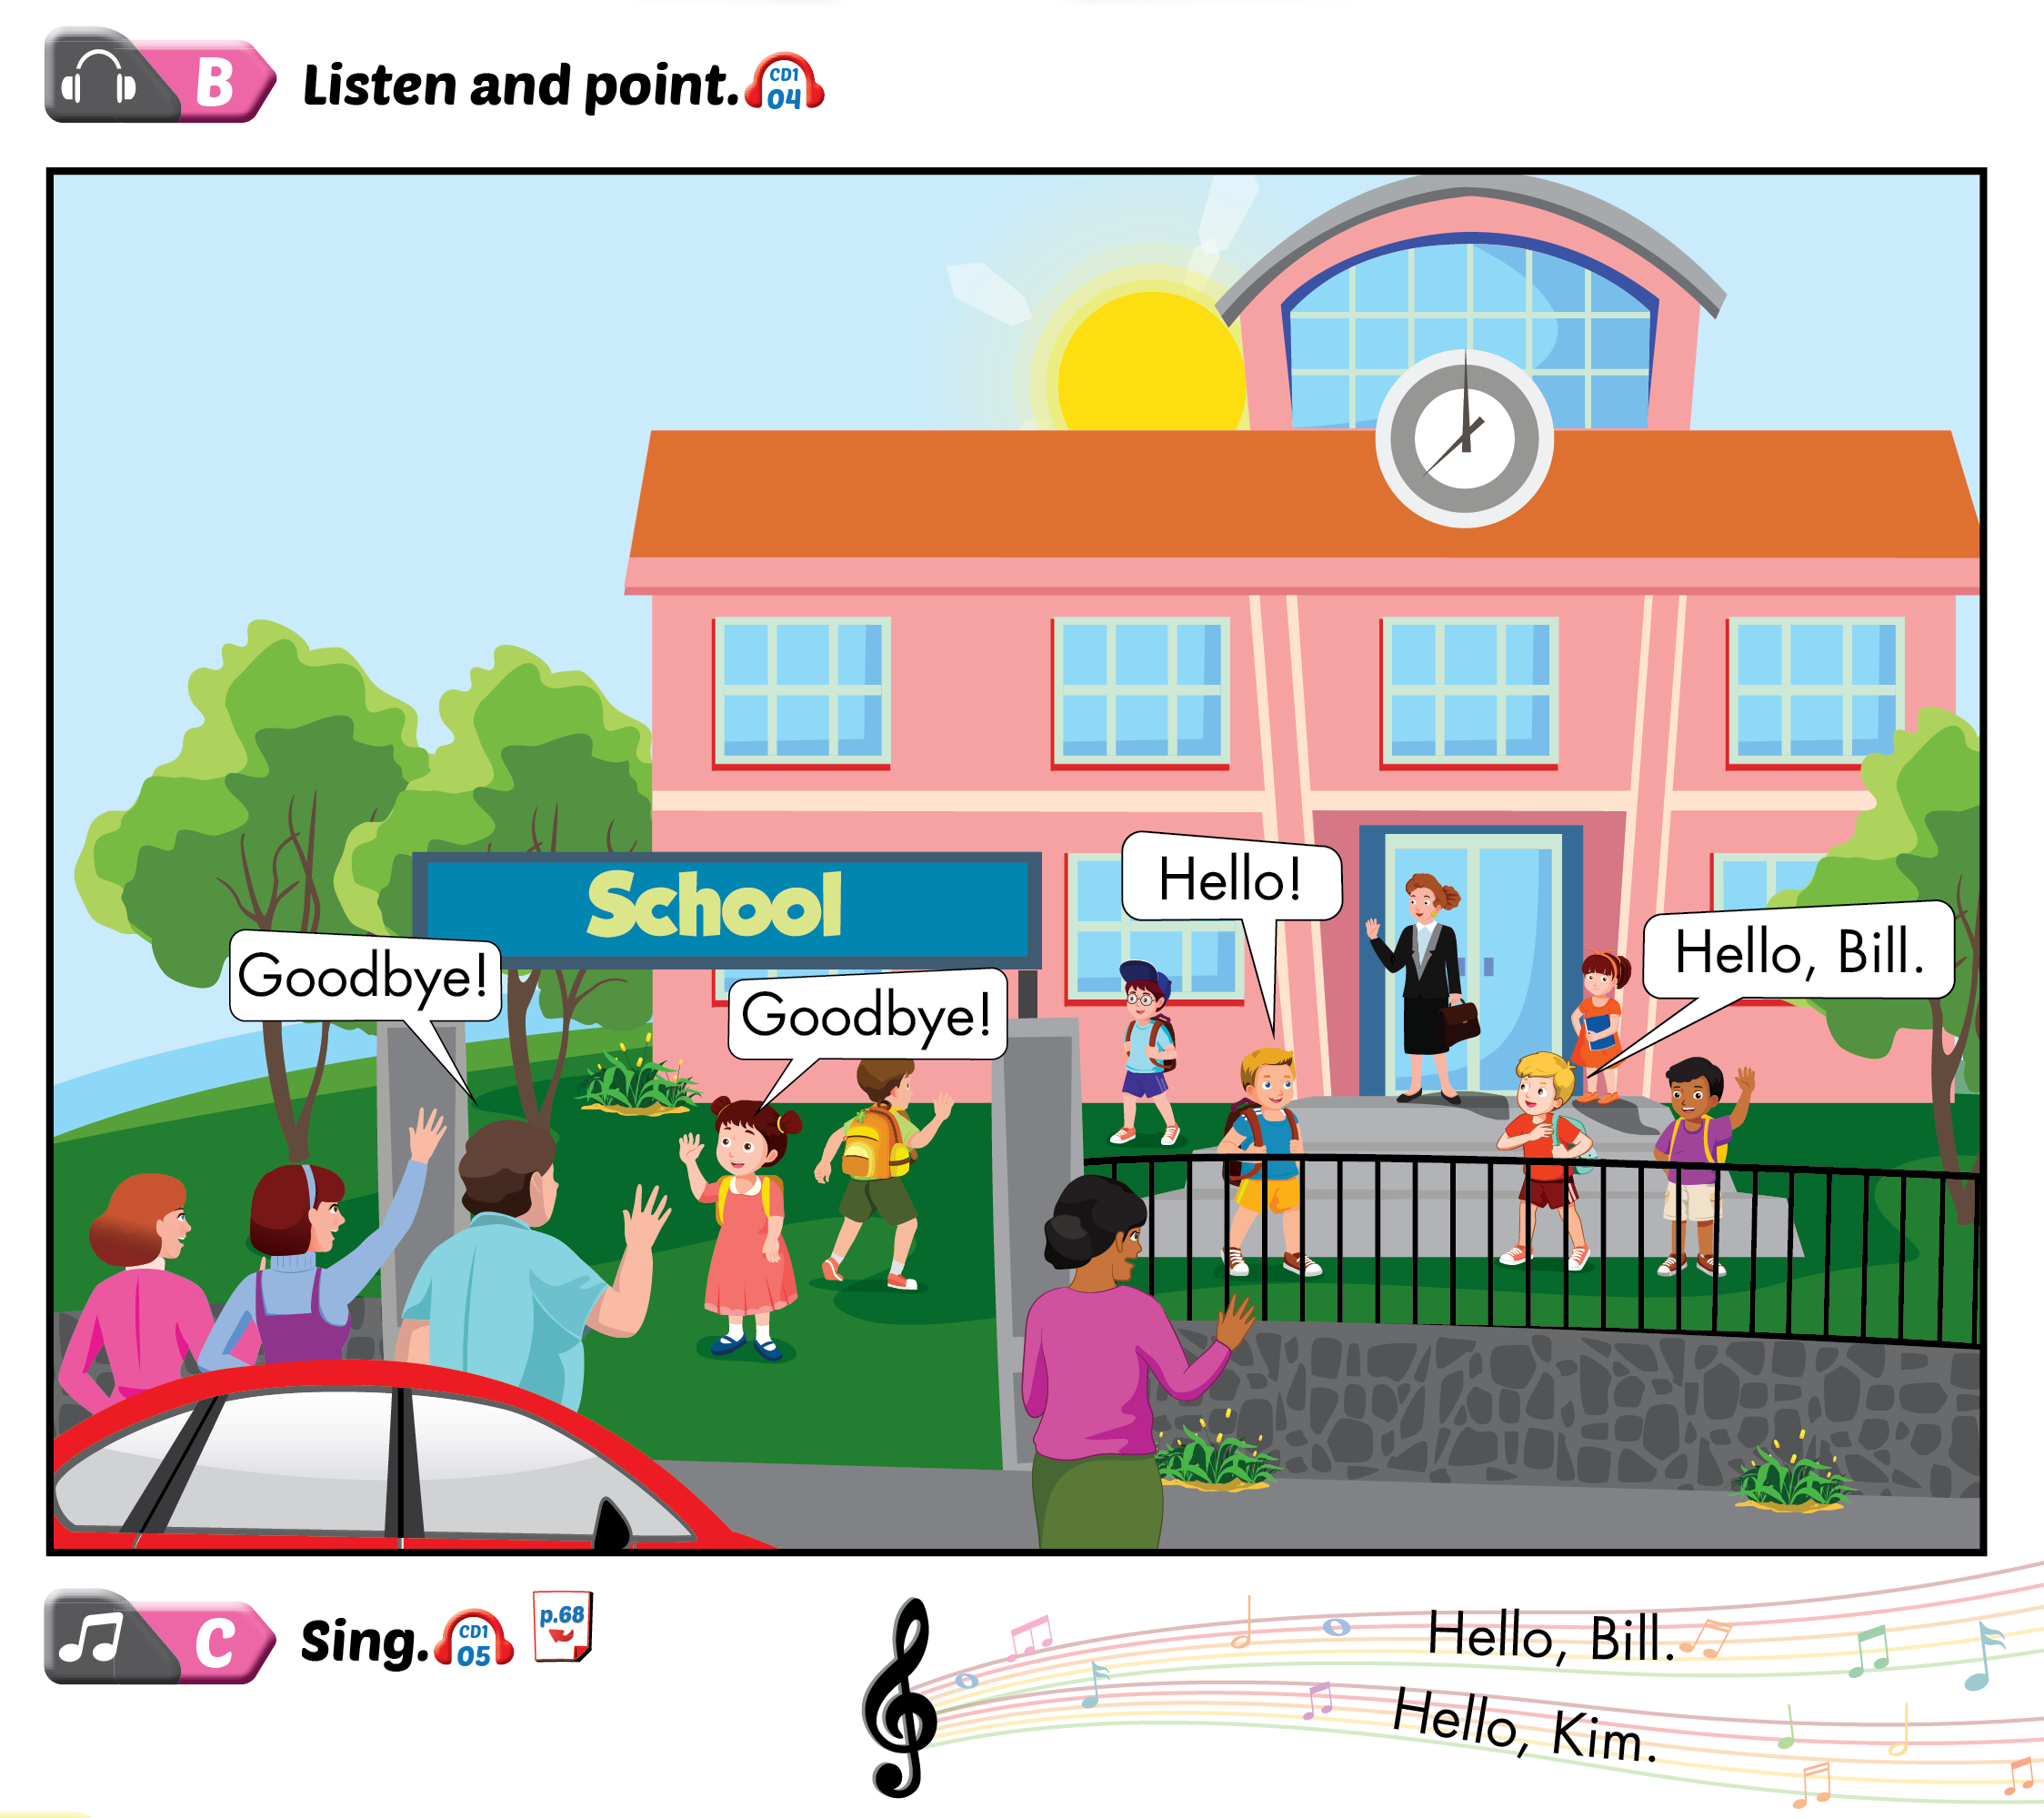 B Listen and point. CD1 04
School
Hello!
Hello, Bill.
Goodbye!
Goodbye!
C Sing. CD1 05 p.68
Hello, Bill.
Hello, Kim.